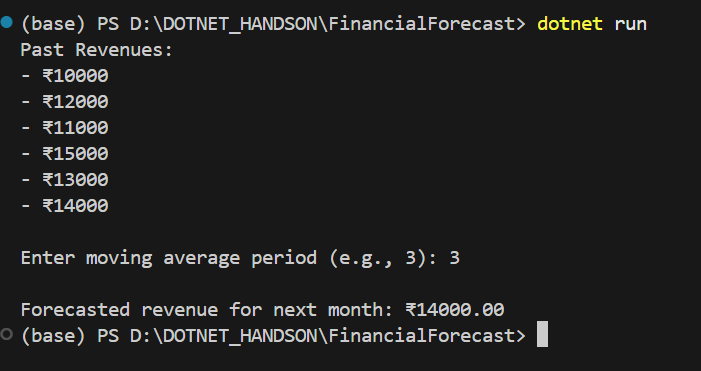 (base) PS D:\DOTNET_HANDSON\FinancialForecast> dotnet run
Past Revenues:
- ₹10000
- ₹12000
- ₹11000
- ₹15000
- ₹13000
- ₹14000
Enter moving average period (e.g., 3): 3
Forecasted revenue for next month: ₹14000.00
(base) PS D:\DOTNET_HANDSON\FinancialForecast>